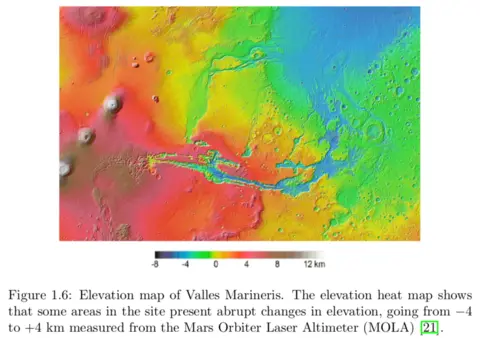 -8 -4 0 4 8 12 km
Figure 1.6: Elevation map of Valles Marineris. The elevation heat map shows
that some areas in the site present abrupt changes in elevation, going from −4
to +4 km measured from the Mars Orbiter Laser Altimeter (MOLA) [21].